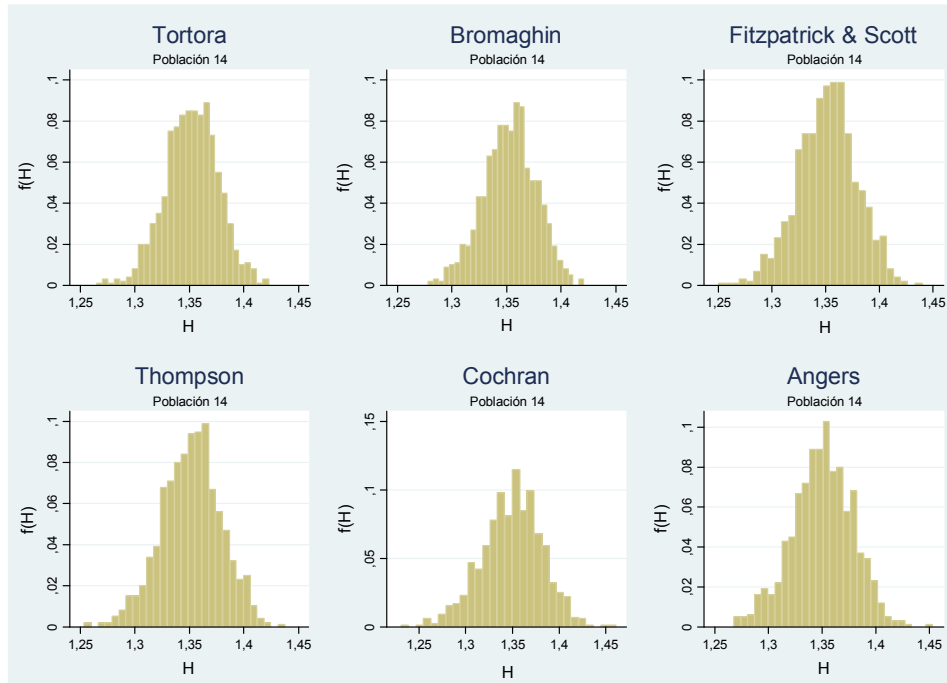 Tortora
Población 14
f(H)
0 ,02 ,04 ,06 ,08 ,1
1,25 1,3 1,35 1,4 1,45
H
Bromaghin
Población 14
f(H)
0 ,02 ,04 ,06 ,08 ,1
1,25 1,3 1,35 1,4 1,45
H
Fitzpatrick & Scott
Población 14
f(H)
0 ,02 ,04 ,06 ,08 ,1
1,25 1,3 1,35 1,4 1,45
H
Thompson
Población 14
f(H)
0 ,02 ,04 ,06 ,08 ,1
1,25 1,3 1,35 1,4 1,45
H
Cochran
Población 14
f(H)
0 ,05 ,1 ,15
1,25 1,3 1,35 1,4 1,45
H
Angers
Población 14
f(H)
0 ,02 ,04 ,06 ,08 ,1
1,25 1,3 1,35 1,4 1,45
H